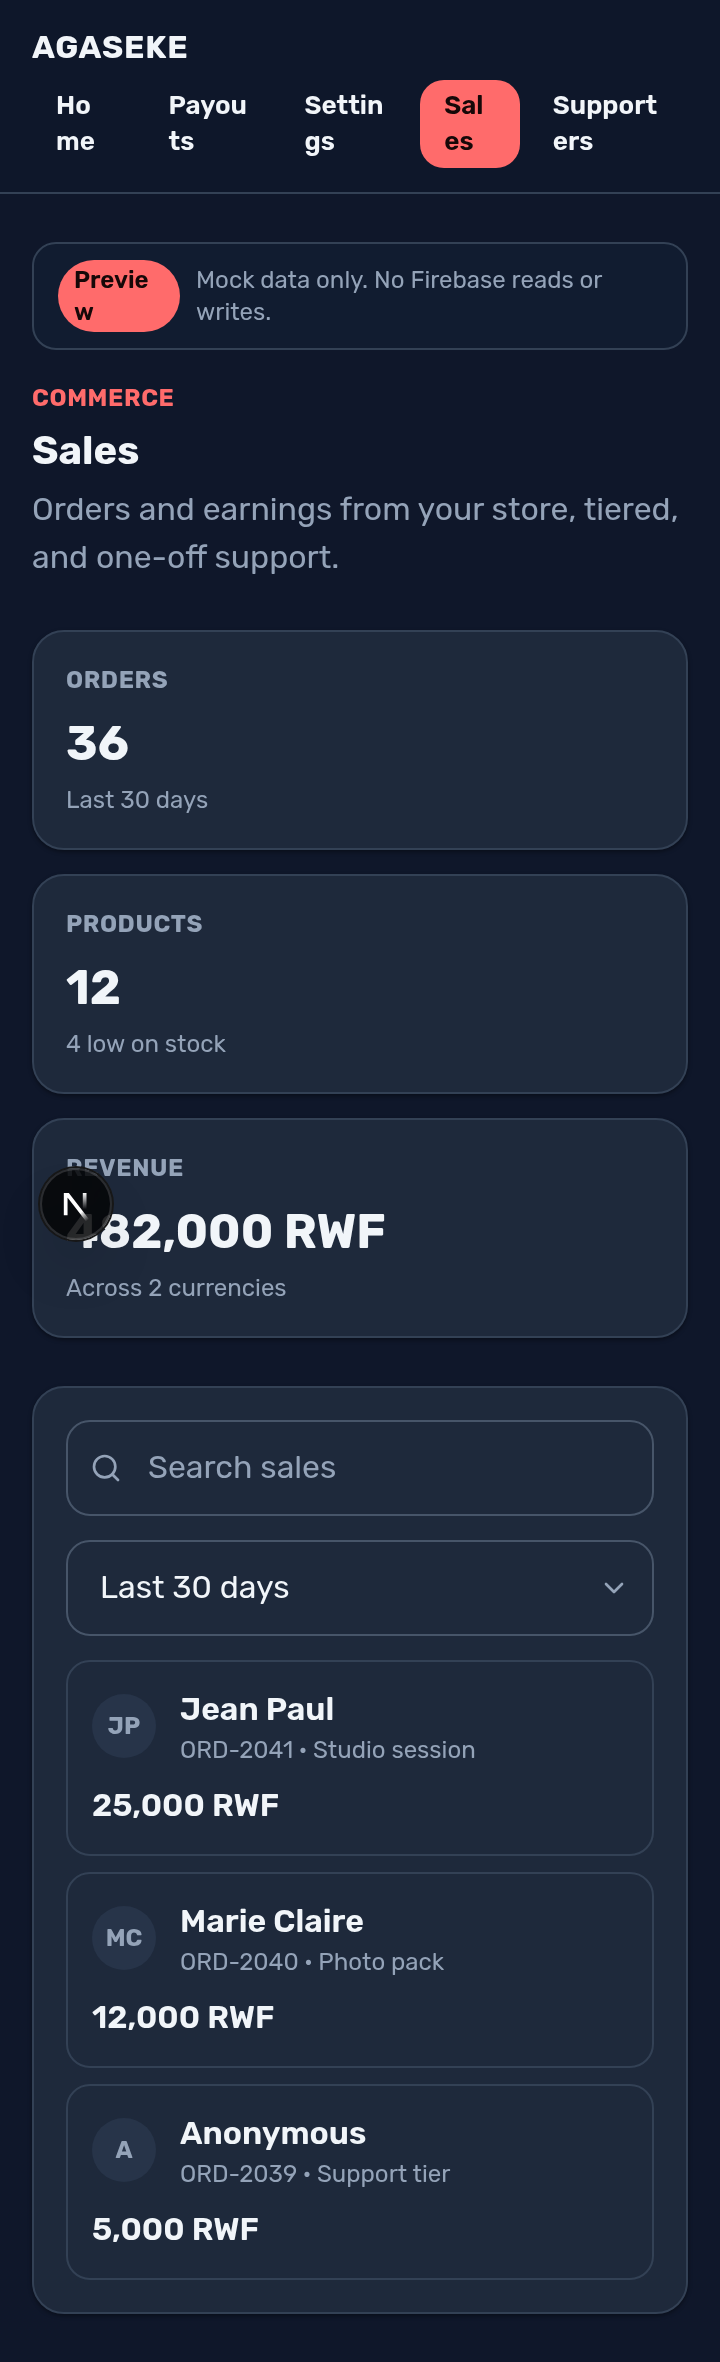 AGASEKE
Ho
me
Payou
ts
Settin
gs
Sal
es
Support
ers
Previe
w
Mock data only. No Firebase reads or
writes.
COMMERCE
Sales
Orders and earnings from your store, tiered,
and one-off support.
ORDERS
36
Last 30 days
PRODUCTS
12
4 low on stock
REVENUE
N
482,000 RWF
Across 2 currencies
Search sales
Last 30 days
JP
Jean Paul
ORD-2041 • Studio session
25,000 RWF
MC
Marie Claire
ORD-2040 • Photo pack
12,000 RWF
A
Anonymous
ORD-2039 • Support tier
5,000 RWF